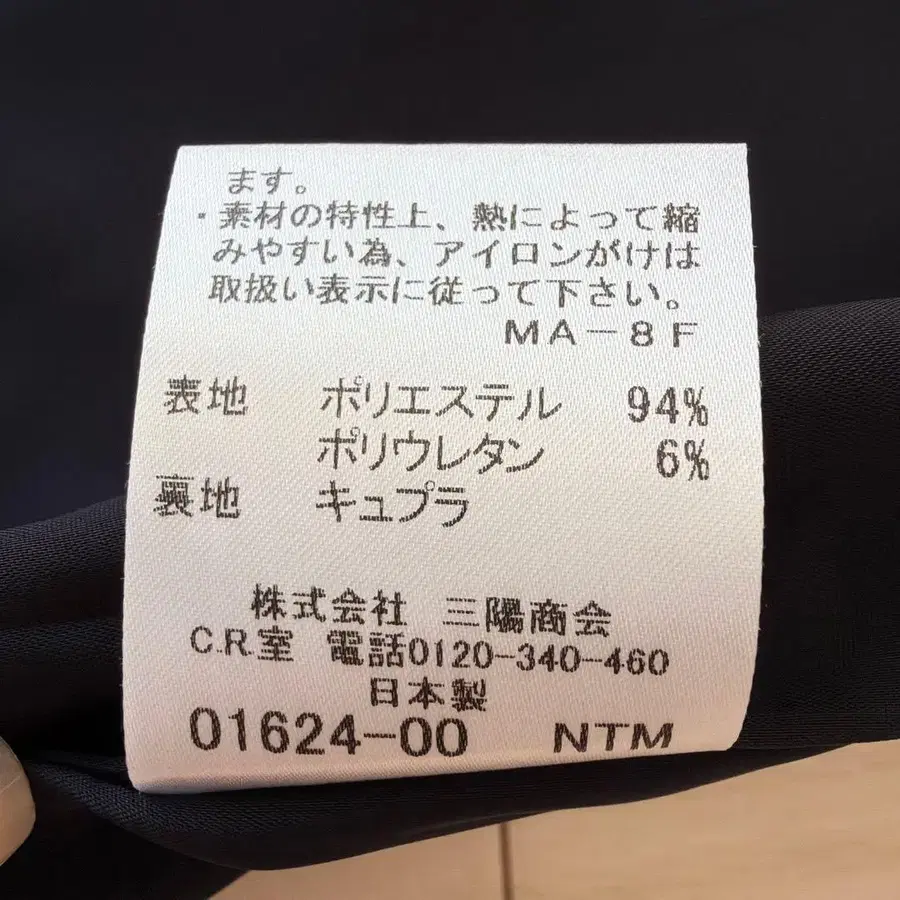 ます。
・素材の特性上、熱によって縮
みやすい為、アイロンがけは
取扱い表示に従って下さい。
MA-8F
表地 ポリエステル 94%
ポリウレタン 6%
裏地 キュプラ
株式会社 三陽商会
C.R.室 電話0120-340-460
日本製
01624-00 NTM